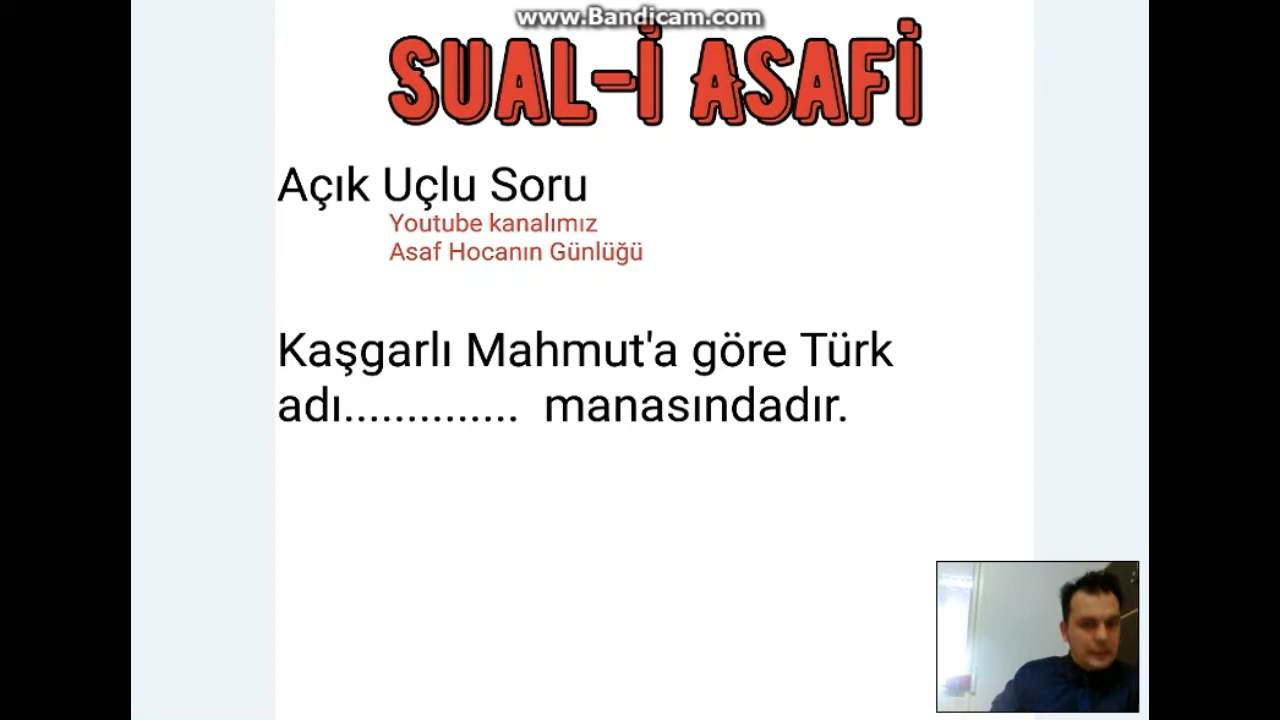 www.Bandicam.com
SUAL-İ ASAFİ
Açık Uçlu Soru
Youtube kanalımız
Asaf Hocanın Günlüğü
Kaşgarlı Mahmut'a göre Türk
adı.............. manasındadır.